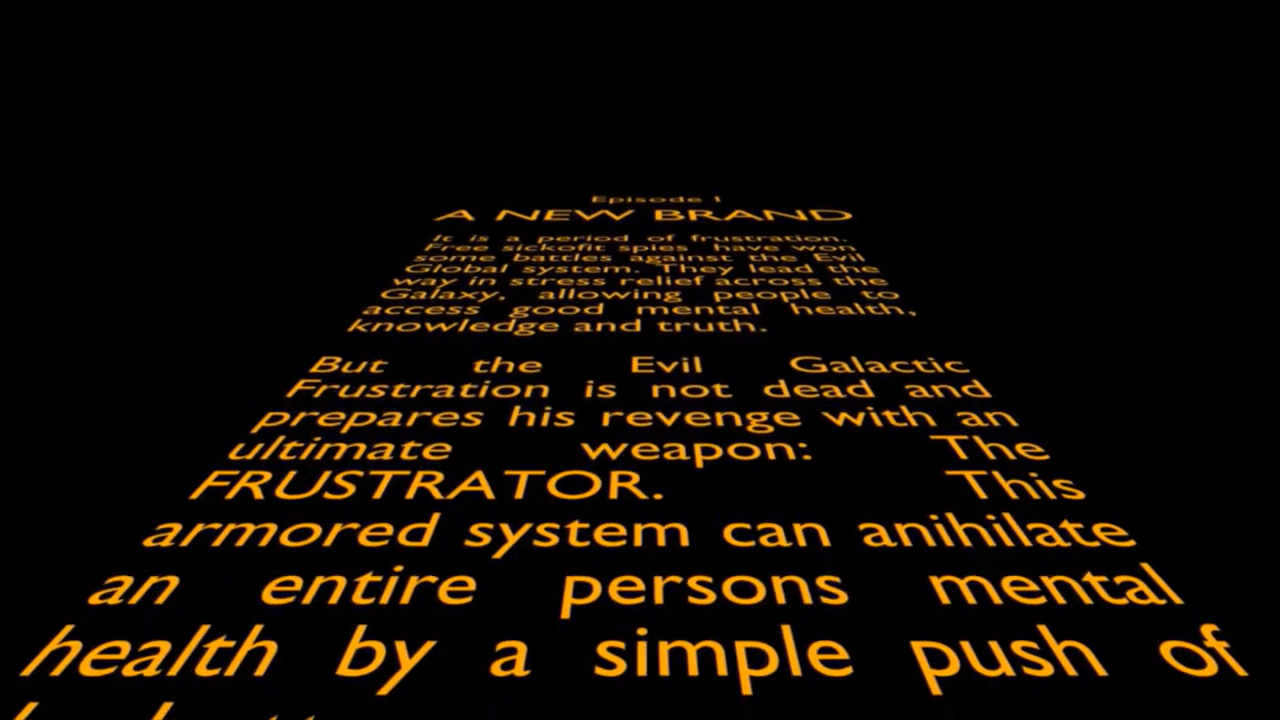 Episode I
A NEW BRAND
It is a period of frustration.
Free sickofit spies have won
some battles against the Evil
Global system. They lead the
way in stress relief across the
Galaxy, allowing people to
access good mental health,
knowledge and truth.
But the Evil Galactic
Frustration is not dead and
prepares his revenge with an
ultimate weapon: The
FRUSTRATOR. This
armored system can anihilate
an entire persons mental
health by a simple push of